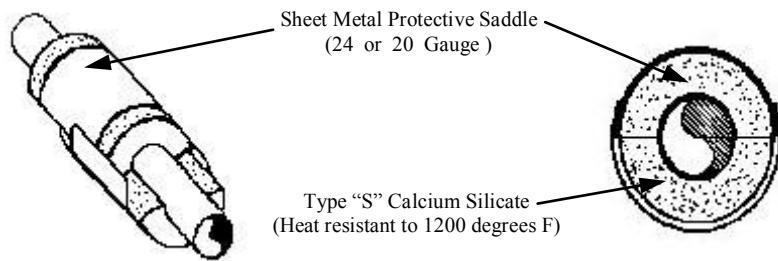 Sheet Metal Protective Saddle
(24 or 20 Gauge )
Type “S” Calcium Silicate
(Heat resistant to 1200 degrees F)